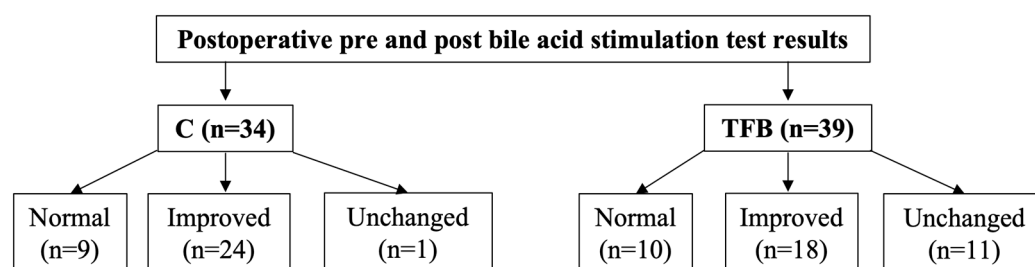 Postoperative pre and post bile acid stimulation test results
C (n=34)
TFB (n=39)
Normal
(n=9)
Improved
(n=24)
Unchanged
(n=1)
Normal
(n=10)
Improved
(n=18)
Unchanged
(n=11)